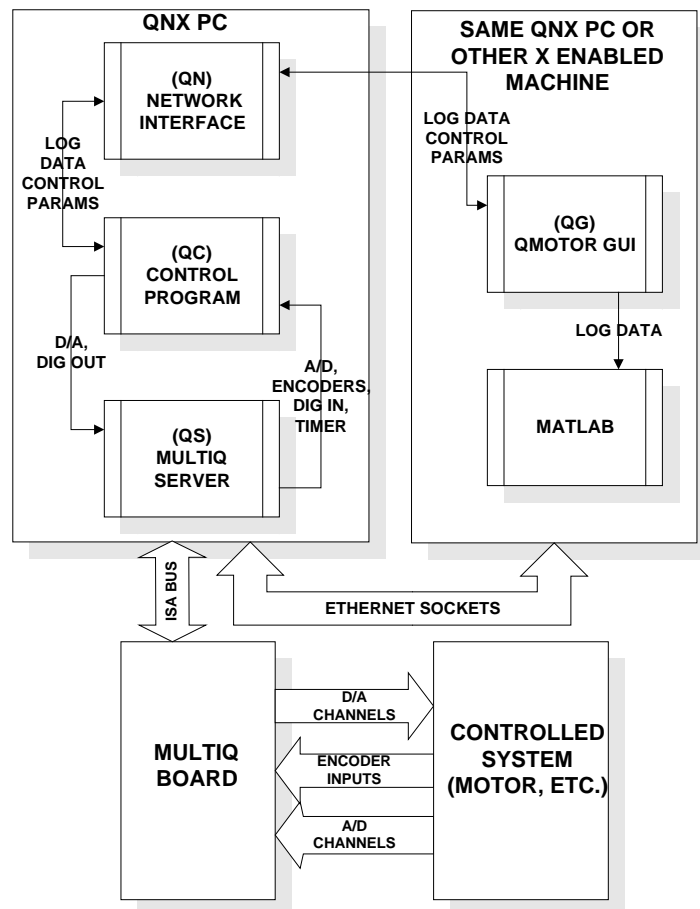 QNX PC
(QN)
NETWORK
INTERFACE
LOG
DATA
CONTROL
PARAMS
(QC)
CONTROL
PROGRAM
D/A,
DIG OUT
A/D,
ENCODERS,
DIG IN,
TIMER
(QS)
MULTIQ
SERVER
SAME QNX PC OR
OTHER X ENABLED
MACHINE
LOG DATA
CONTROL
PARAMS
(QG)
QMOTOR GUI
LOG DATA
MATLAB
ISA BUS
ETHERNET SOCKETS
MULTIQ
BOARD
D/A
CHANNELS
ENCODER
INPUTS
A/D
CHANNELS
CONTROLLED
SYSTEM
(MOTOR, ETC.)